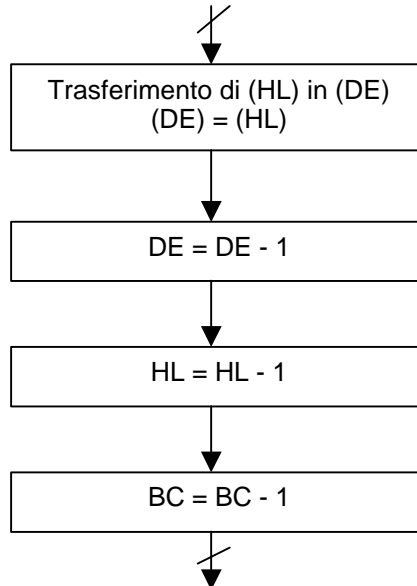 Trasferimento di (HL) in (DE)
(DE) = (HL)
DE = DE - 1
HL = HL - 1
BC = BC - 1